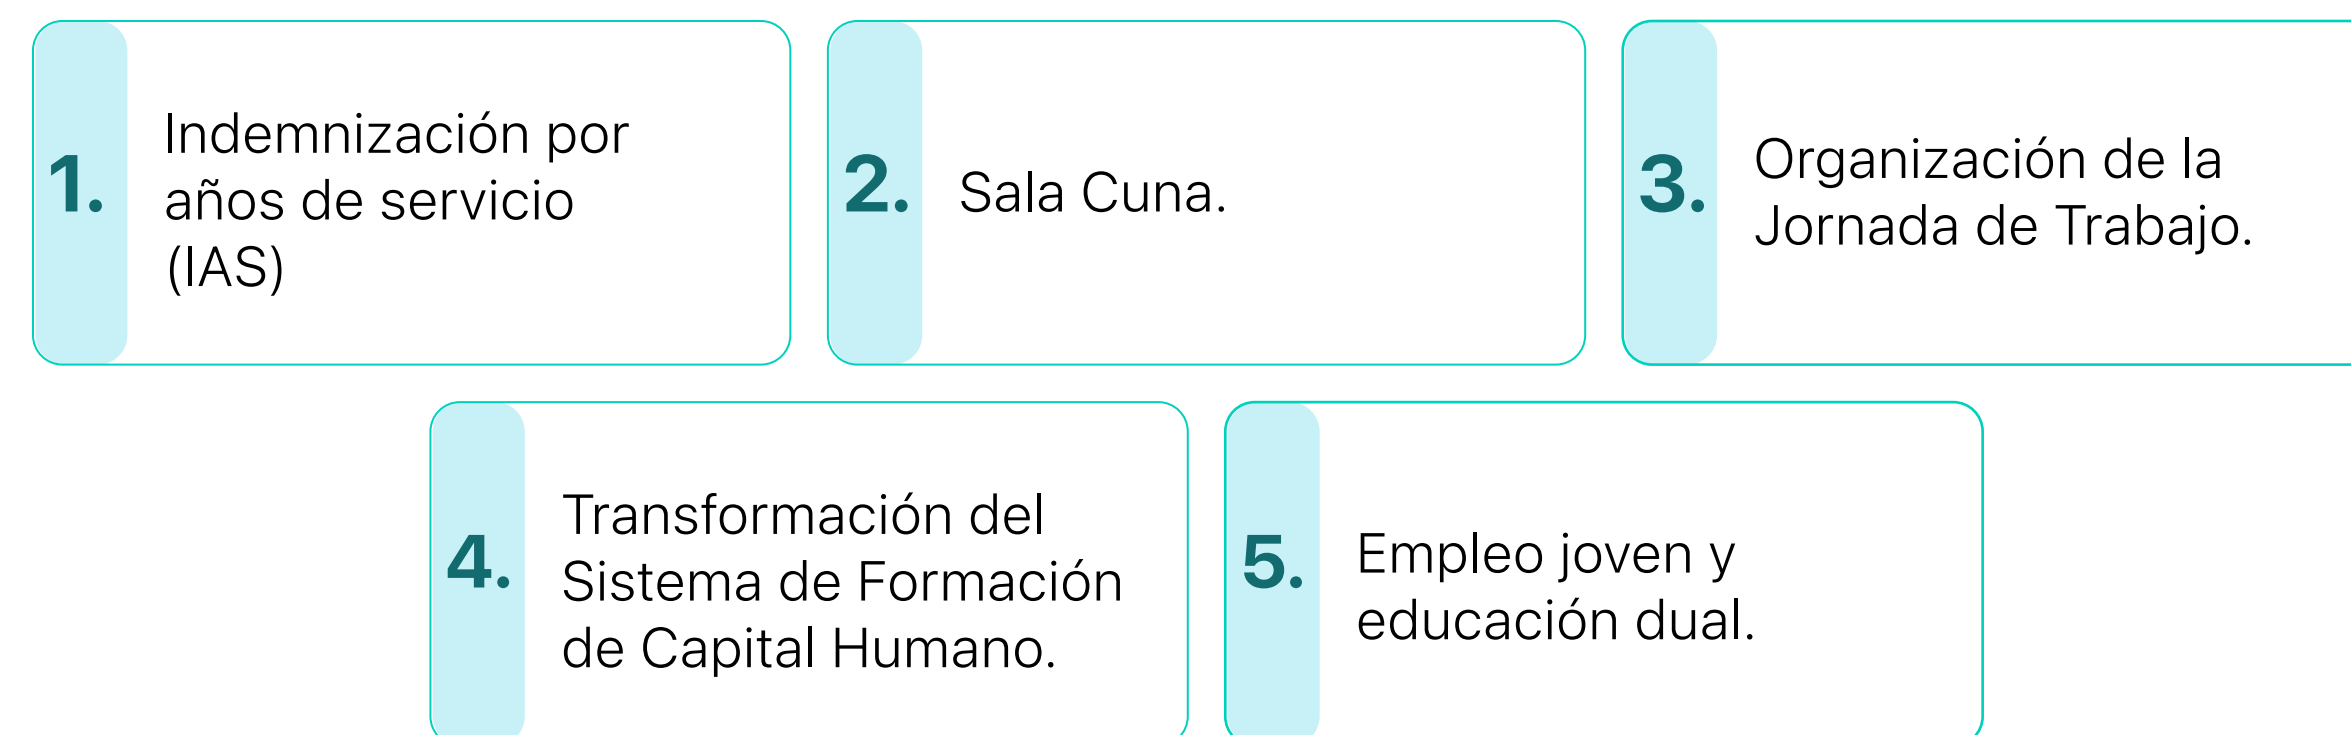 1.
Indemnización por
años de servicio
(IAS)
2.
Sala Cuna.
3.
Organización de la
Jornada de Trabajo.
4.
Transformación del
Sistema de Formación
de Capital Humano.
5.
Empleo joven y
educación dual.